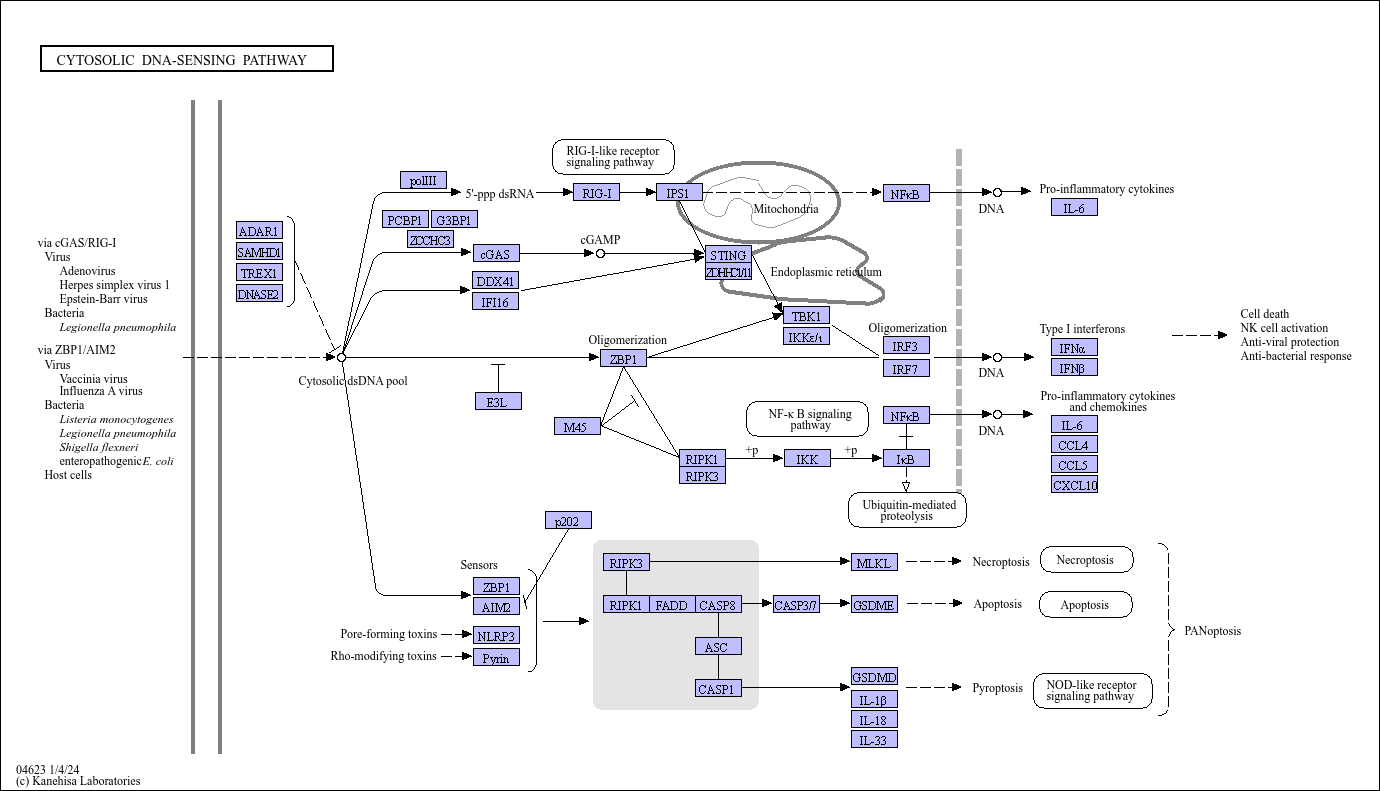 CYTOSOLIC DNA-SENSING PATHWAY
via cGAS/RIG-I
Virus
Adenovirus
Herpes simplex virus 1
Epstein-Barr virus
Bacteria
Legionella pneumophila
via ZBP1/AIM2
Virus
Vaccinia virus
Influenza A virus
Bacteria
Listeria monocytogenes
Legionella pneumophila
Shigella flexneri
enteropathogenic E. coli
Host cells
ADAR1
SAMHD1
TREX1
DNASE2
Cytosolic dsDNA pool
RIG-I-like receptor
signaling pathway
polIII
5'-ppp dsRNA
RIG-I
IPS1
Mitochondria
NFκB
DNA
Pro-inflammatory cytokines
IL-6
PCBP1
G3BP1
ZCCHC3
cGAS
cGAMP
STING
ZDHHC1/11
Endoplasmic reticulum
DDX41
IFI16
TBK1
IKKε/ι
Oligomerization
ZBP1
Oligomerization
IRF3
IRF7
DNA
Type I interferons
IFNα
IFNβ
Cell death
NK cell activation
Anti-viral protection
Anti-bacterial response
E3L
M45
RIPK1
RIPK3
NF-κ B signaling
pathway
+p
IKK
+p
NFκB
IκB
DNA
Pro-inflammatory cytokines
and chemokines
IL-6
CCL4
CCL5
CXCL10
Ubiquitin-mediated
proteolysis
p202
Sensors
ZBP1
AIM2
Pore-forming toxins
NLRP3
Rho-modifying toxins
Pyrin
RIPK3
MLKL
Necroptosis
Necroptosis
RIPK1
FADD
CASP8
CASP3/7
GSDME
Apoptosis
Apoptosis
ASC
CASP1
GSDMD
IL-1β
IL-18
IL-33
Pyroptosis
NOD-like receptor
signaling pathway
PANoptosis
04623 1/4/24
(c) Kanehisa Laboratories